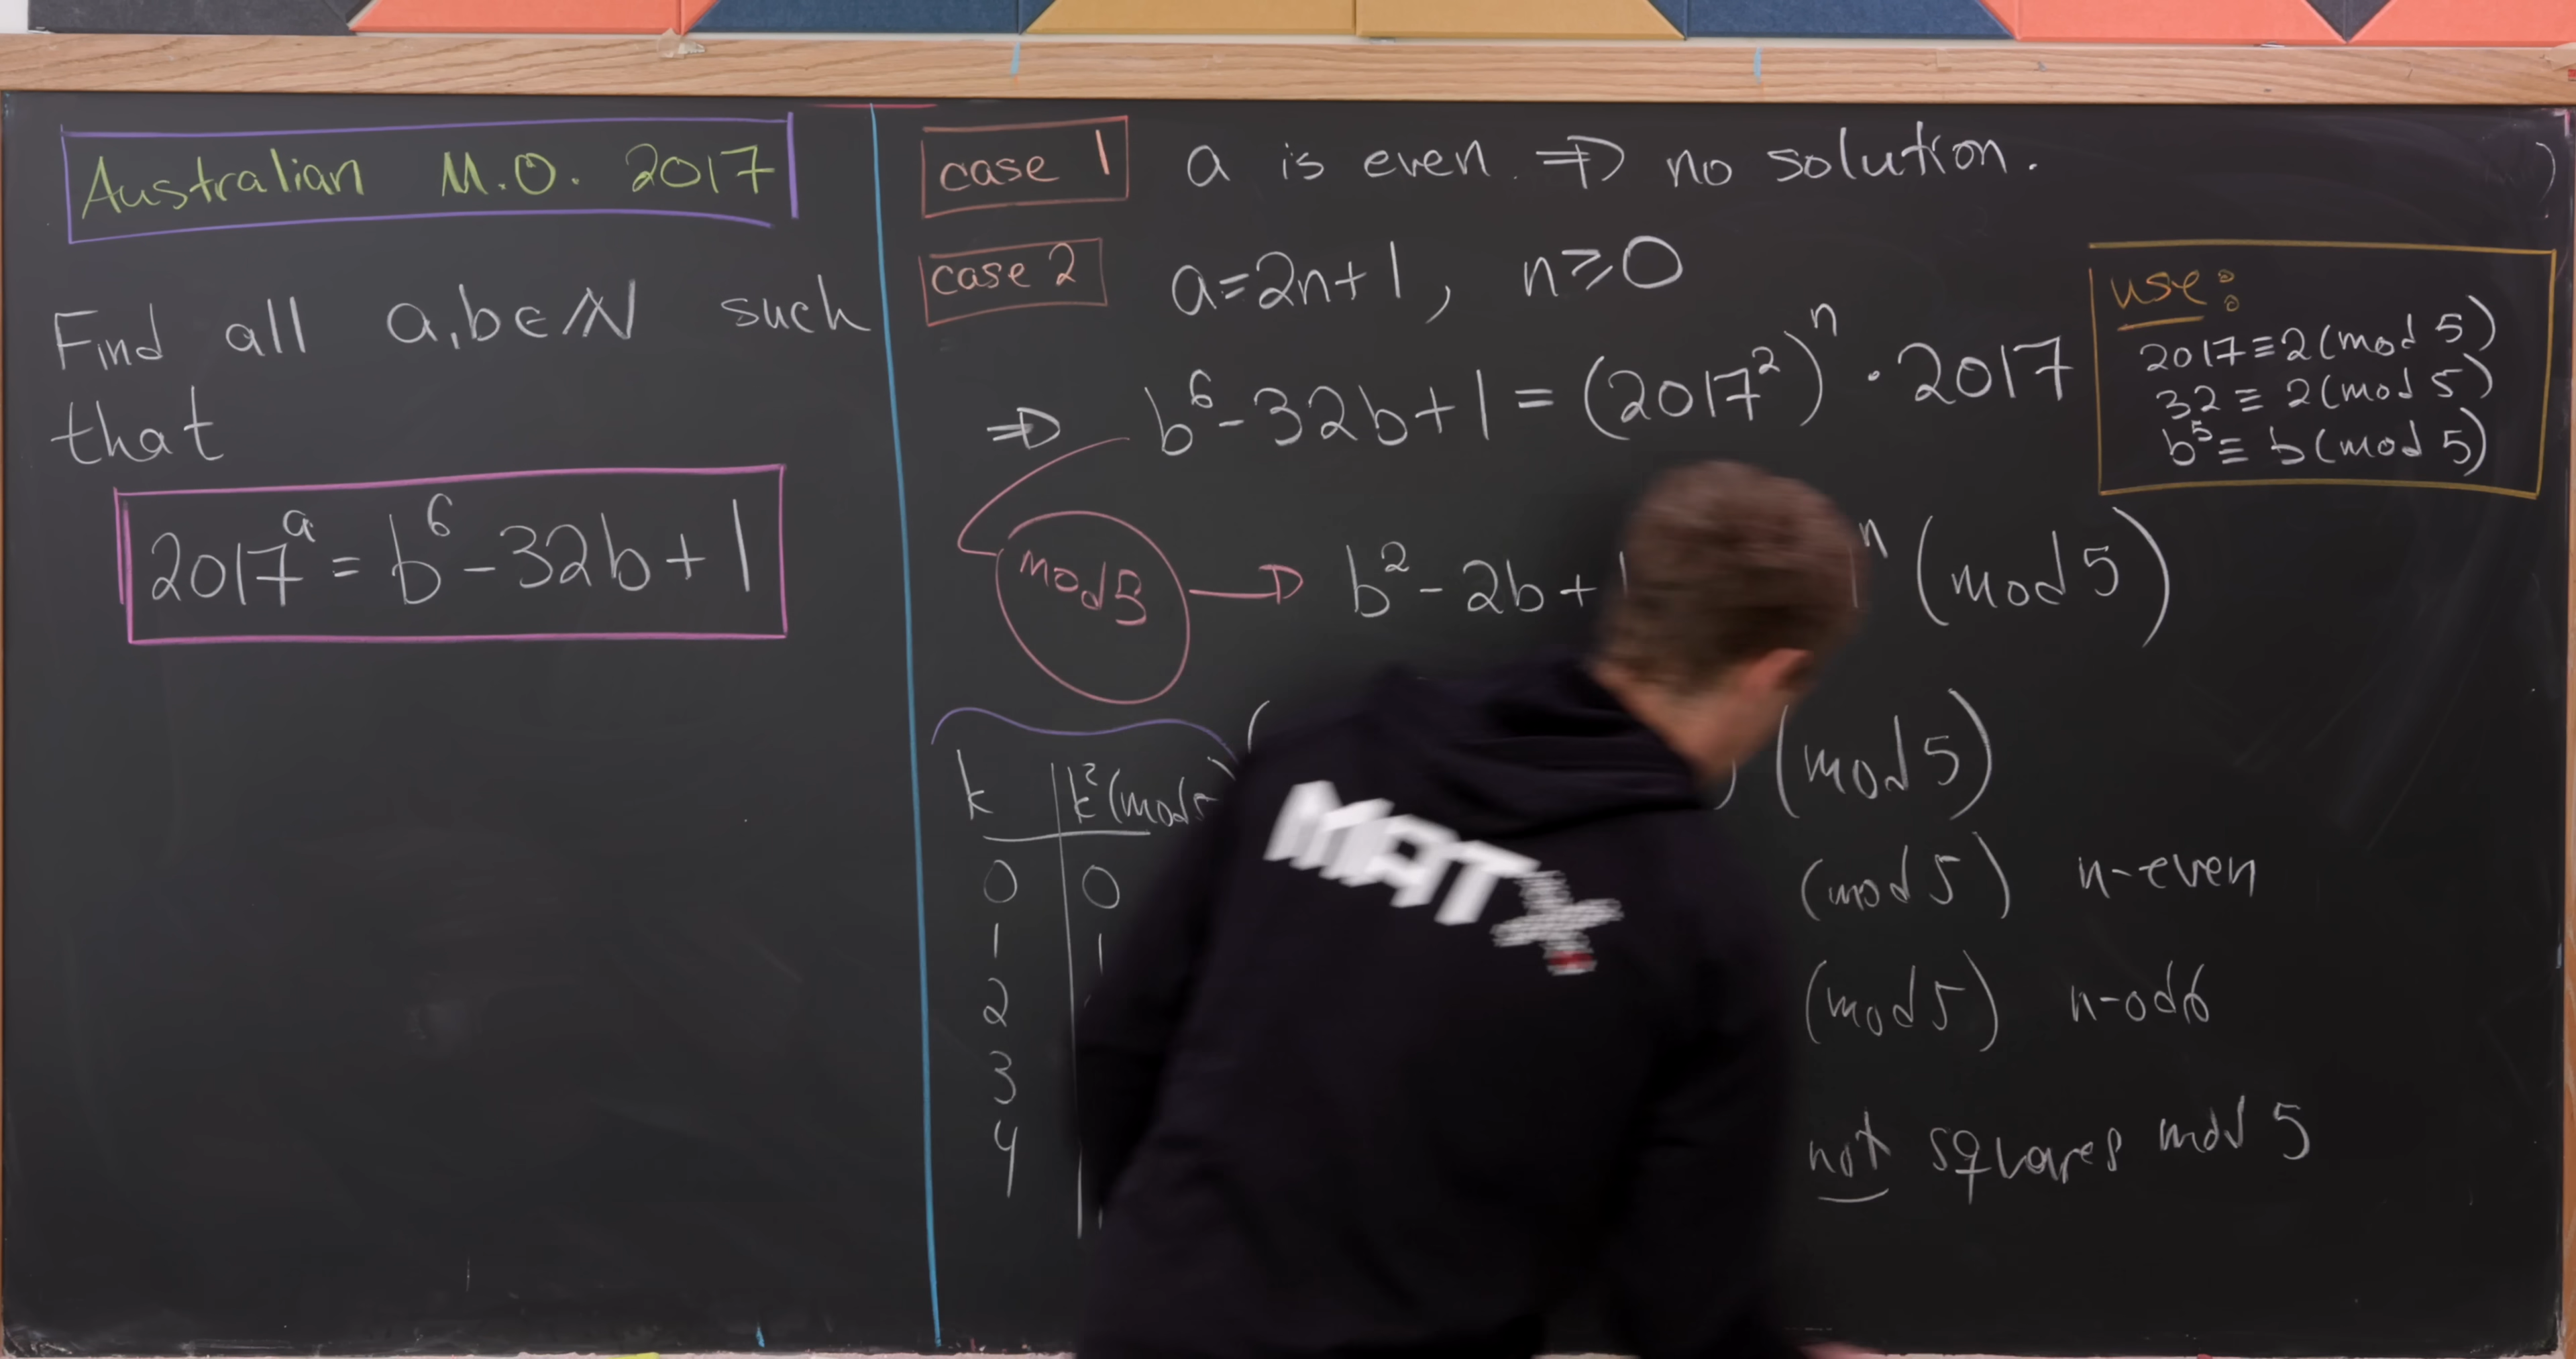 Australian M.O. 2017
Find all a,b∈ℕ such
that
2017^a = b^6 - 32b + 1
case 1 a is even. ⇒ no solution.
case 2 a=2n+1, n≥0
⇒ b^6 - 32b + 1 = (2017^2)^n · 2017
use:
2017≡2(mod 5)
32≡2(mod 5)
b^5≡b(mod 5)
mod 5 → b^2 - 2b + 1 n (mod 5)
(mod 5)
(mod 5) n-even
(mod 5) n-odd
not squares mod 5
k k^2(mod 5)
0 0
1 1
2
3
4
MATX